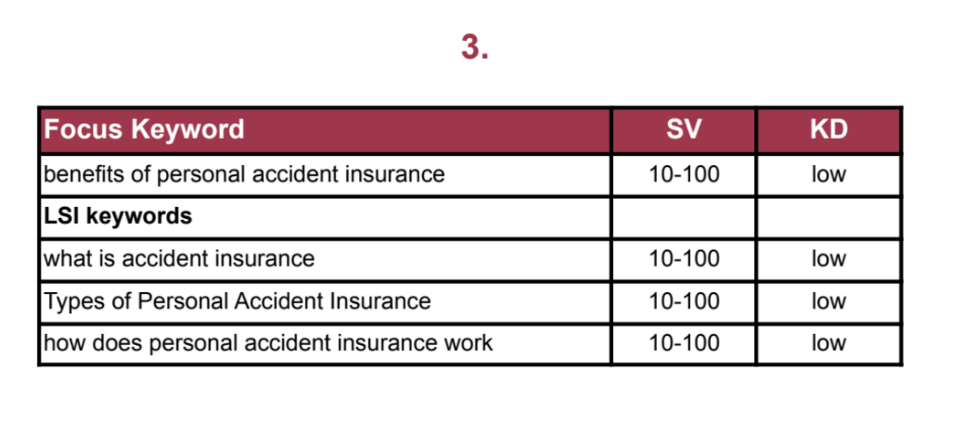 3.
Focus Keyword SV KD
benefits of personal accident insurance 10-100 low
LSI keywords
what is accident insurance 10-100 low
Types of Personal Accident Insurance 10-100 low
how does personal accident insurance work 10-100 low